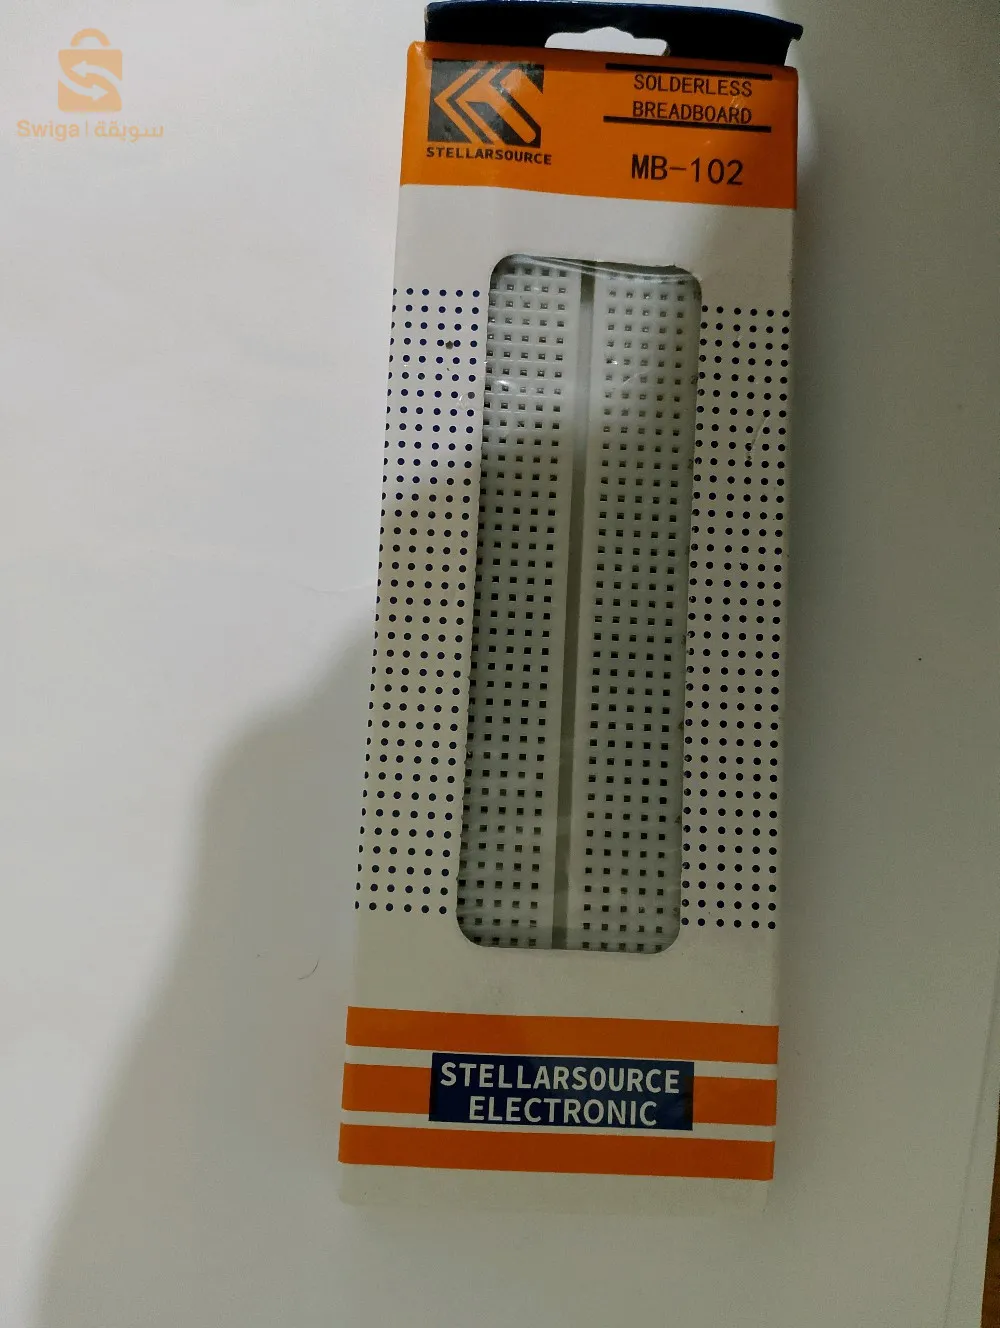 Swiga | سويقة
STELLARSOURCE
SOLDERLESS
BREADBOARD
MB-102
STELLARSOURCE
ELECTRONIC